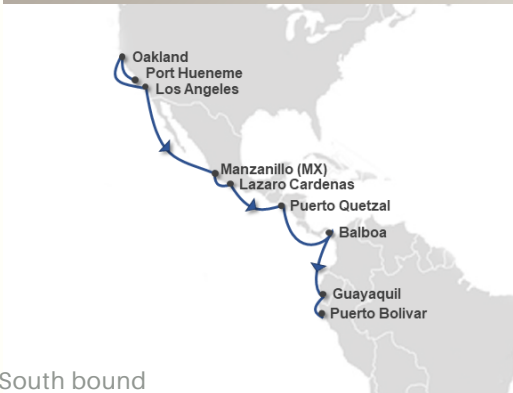 Oakland
Port Hueneme
Los Angeles
Manzanillo (MX)
Lazaro Cardenas
Puerto Quetzal
Balboa
Guayaquil
Puerto Bolivar
South bound